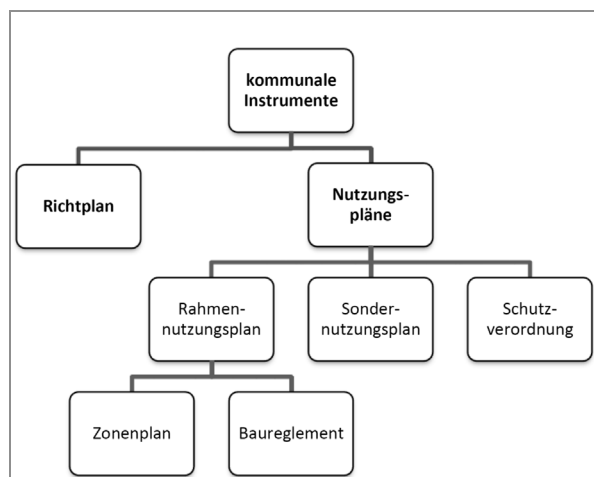 kommunale
Instrumente
Richtplan
Nutzungs-
pläne
Rahmen-
nutzungsplan
Sonder-
nutzungsplan
Schutz-
verordnung
Zonenplan
Baureglement